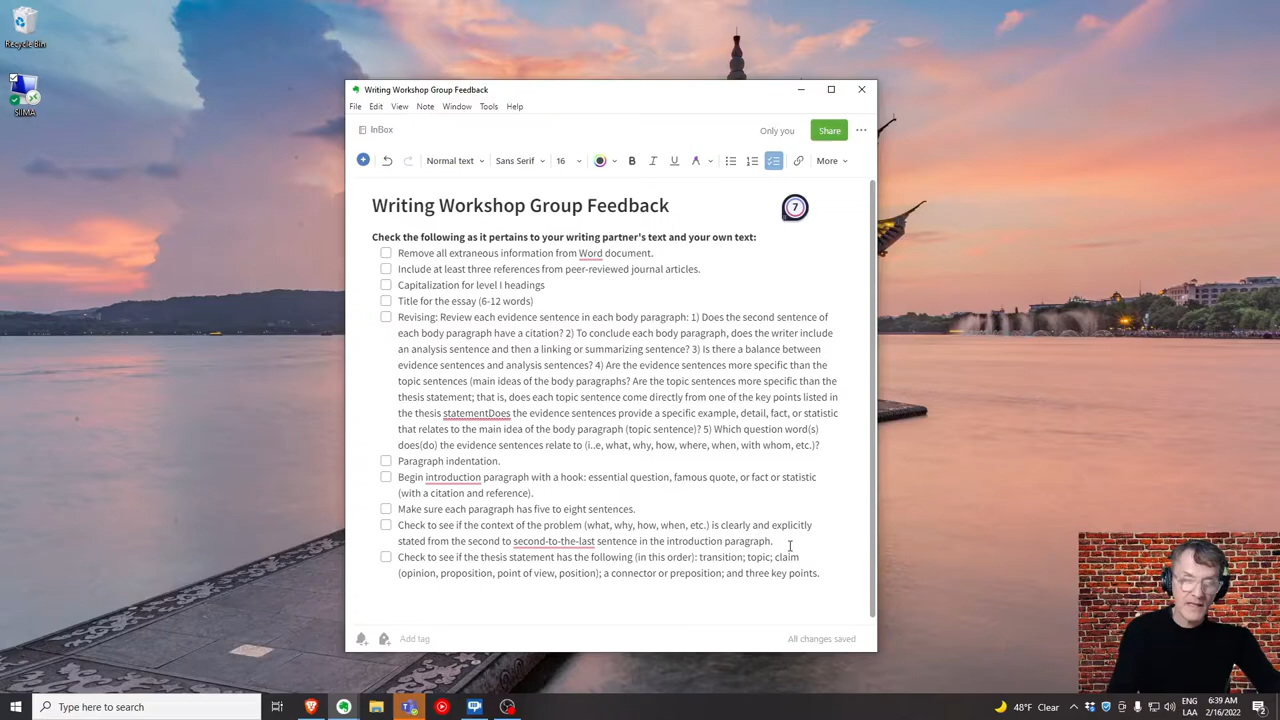 Recycle Bin
SIIMA
Writing Workshop Group Feedback
File Edit View Note Window Tools Help
InBox
Only you
Share
Normal text
Sans Serif
16
More
Writing Workshop Group Feedback
7
Check the following as it pertains to your writing partner's text and your own text:
Remove all extraneous information from Word document.
Include at least three references from peer-reviewed journal articles.
Capitalization for level I headings
Title for the essay (6-12 words)
Revising: Review each evidence sentence in each body paragraph: 1) Does the second sentence of
each body paragraph have a citation? 2) To conclude each body paragraph, does the writer include
an analysis sentence and then a linking or summarizing sentence? 3) Is there a balance between
evidence sentences and analysis sentences? 4) Are the evidence sentences more specific than the
topic sentences (main ideas of the body paragraphs? Are the topic sentences more specific than the
thesis statement; that is, does each topic sentence come directly from one of the key points listed in
the thesis statementDoes the evidence sentences provide a specific example, detail, fact, or statistic
that relates to the main idea of the body paragraph (topic sentence)? 5) Which question word(s)
does(do) the evidence sentences relate to (i..e, what, why, how, where, when, with whom, etc.)?
Paragraph indentation.
Begin introduction paragraph with a hook: essential question, famous quote, or fact or statistic
(with a citation and reference).
Make sure each paragraph has five to eight sentences.
Check to see if the context of the problem (what, why, how, when, etc.) is clearly and explicitly
stated from the second to second-to-the-last sentence in the introduction paragraph.
Check to see if the thesis statement has the following (in this order): transition; topic; claim
(opinion, proposition, point of view, position); a connector or preposition; and three key points.
Add tag
All changes saved
Type here to search
48°F Clear
ENG
LAA
6:39 AM
2/16/2022